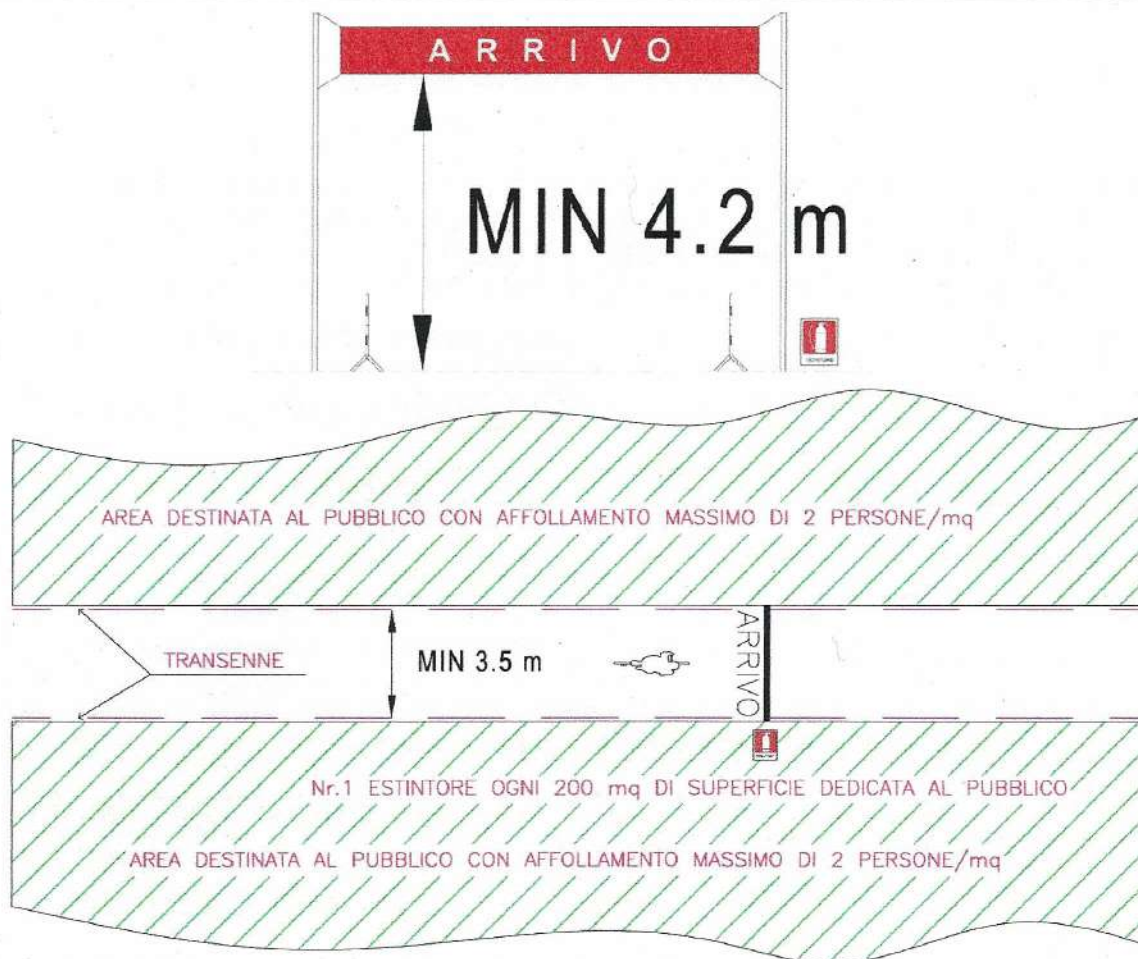 ARRIVO
MIN 4.2 m
AREA DESTINATA AL PUBBLICO CON AFFOLLAMENTO MASSIMO DI 2 PERSONE/mq
TRANSENNE
MIN 3.5 m
ARRIVO
Nr.1 ESTINTORE OGNI 200 mq DI SUPERFICIE DEDICATA AL PUBBLICO
AREA DESTINATA AL PUBBLICO CON AFFOLLAMENTO MASSIMO DI 2 PERSONE/mq